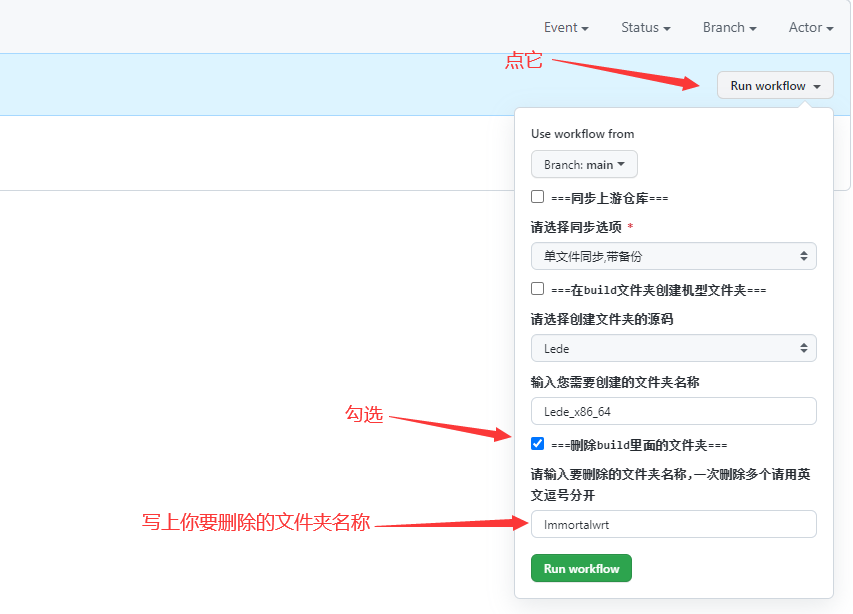 Event Status Branch Actor
点它
Run workflow
Use workflow from
Branch: main
===同步上游仓库===
请选择同步选项 *
单文件同步,带备份
===在build文件夹创建机型文件夹===
请选择创建文件夹的源码
Lede
输入您需要创建的文件夹名称
Lede_x86_64
勾选
===删除build里面的文件夹===
请输入要删除的文件夹名称,一次删除多个请用英
文逗号分开
写上你要删除的文件夹名称
Immortalwrt
Run workflow